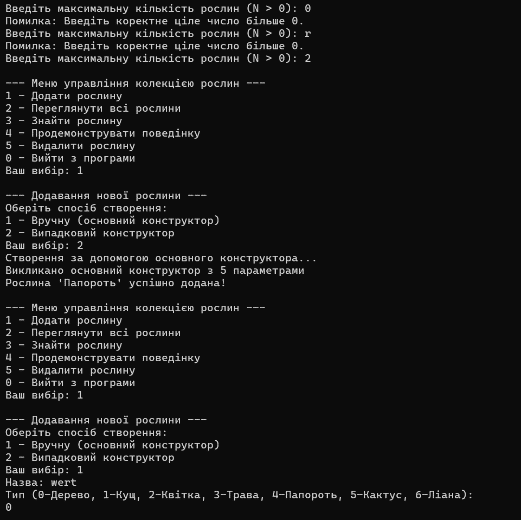 Введіть максимальну кількість рослин (N > 0): 0
Помилка: Введіть коректне ціле число більше 0.
Введіть максимальну кількість рослин (N > 0): r
Помилка: Введіть коректне ціле число більше 0.
Введіть максимальну кількість рослин (N > 0): 2
--- Меню управління колекцією рослин ---
1 - Додати рослину
2 - Переглянути всі рослини
3 - Знайти рослину
4 - Продемонструвати поведінку
5 - Видалити рослину
0 - Вийти з програми
Ваш вибір: 1
--- Додавання нової рослини ---
Оберіть спосіб створення:
1 - Вручну (основний конструктор)
2 - Випадковий конструктор
Ваш вибір: 2
Створення за допомогою основного конструктора...
Викликано основний конструктор з 5 параметрами
Рослина 'Папороть' успішно додана!
--- Меню управління колекцією рослин ---
1 - Додати рослину
2 - Переглянути всі рослини
3 - Знайти рослину
4 - Продемонструвати поведінку
5 - Видалити рослину
0 - Вийти з програми
Ваш вибір: 1
--- Додавання нової рослини ---
Оберіть спосіб створення:
1 - Вручну (основний конструктор)
2 - Випадковий конструктор
Ваш вибір: 1
Назва: wert
Тип (0-Дерево, 1-Кущ, 2-Квітка, 3-Трава, 4-Папороть, 5-Кактус, 6-Ліана):
0